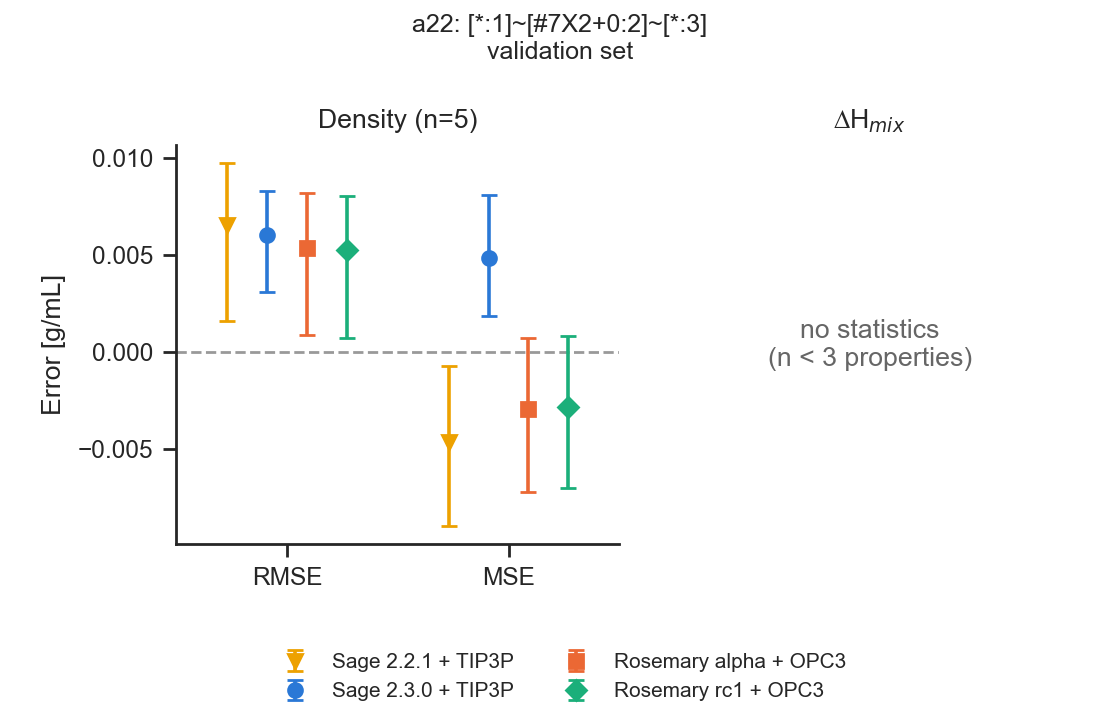 a22: [*:1]~[#7X2+0:2]~[*:3]
validation set
Density (n=5)
ΔHmix
0.010
0.005
0.000
−0.005
Error [g/mL]
RMSE
MSE
no statistics
(n < 3 properties)
Sage 2.2.1 + TIP3P
Sage 2.3.0 + TIP3P
Rosemary alpha + OPC3
Rosemary rc1 + OPC3